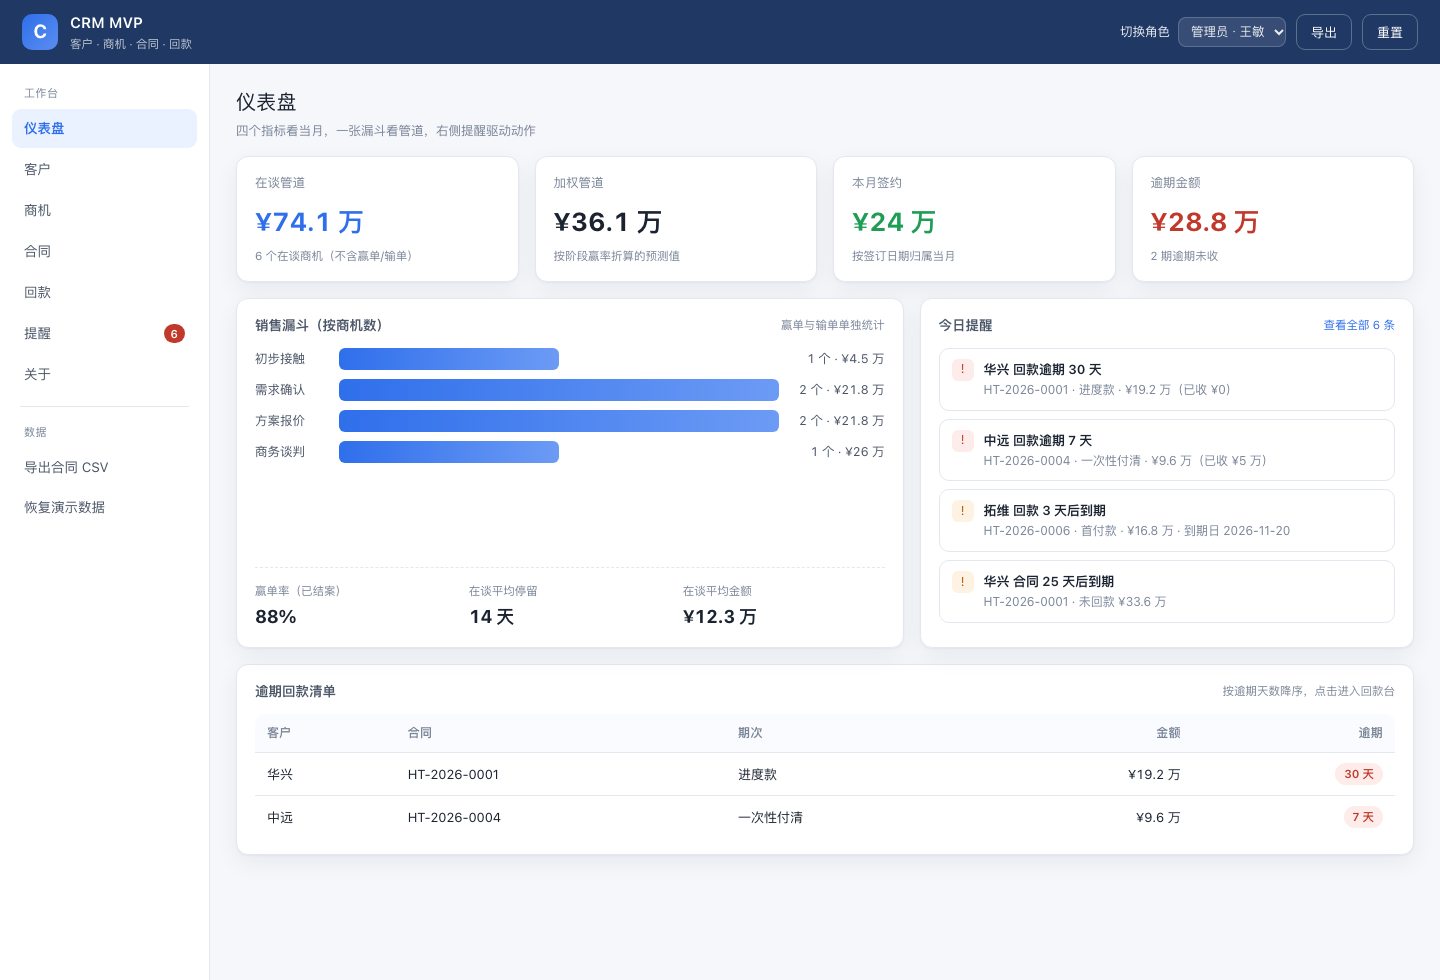 C
CRM MVP
客户 · 商机 · 合同 · 回款
切换角色
管理员 · 王敏
导出
重置
工作台
仪表盘
客户
商机
合同
回款
提醒
6
关于
数据
导出合同 CSV
恢复演示数据
仪表盘
四个指标看当月，一张漏斗看管道，右侧提醒驱动动作
在谈管道
¥74.1 万
6 个在谈商机（不含赢单/输单）
加权管道
¥36.1 万
按阶段赢率折算的预测值
本月签约
¥24 万
按签订日期归属当月
逾期金额
¥28.8 万
2 期逾期未收
销售漏斗（按商机数）
赢单与输单单独统计
初步接触
1 个 · ¥4.5 万
需求确认
2 个 · ¥21.8 万
方案报价
2 个 · ¥21.8 万
商务谈判
1 个 · ¥26 万
赢单率（已结案）
88%
在谈平均停留
14 天
在谈平均金额
¥12.3 万
今日提醒
查看全部 6 条
!
华兴 回款逾期 30 天
HT-2026-0001 · 进度款 · ¥19.2 万（已收 ¥0）
!
中远 回款逾期 7 天
HT-2026-0004 · 一次性付清 · ¥9.6 万（已收 ¥5 万）
!
拓维 回款 3 天后到期
HT-2026-0006 · 首付款 · ¥16.8 万 · 到期日 2026-11-20
!
华兴 合同 25 天后到期
HT-2026-0001 · 未回款 ¥33.6 万
逾期回款清单
按逾期天数降序，点击进入回款台
客户 合同 期次 金额 逾期
华兴 HT-2026-0001 进度款 ¥19.2 万 30 天
中远 HT-2026-0004 一次性付清 ¥9.6 万 7 天